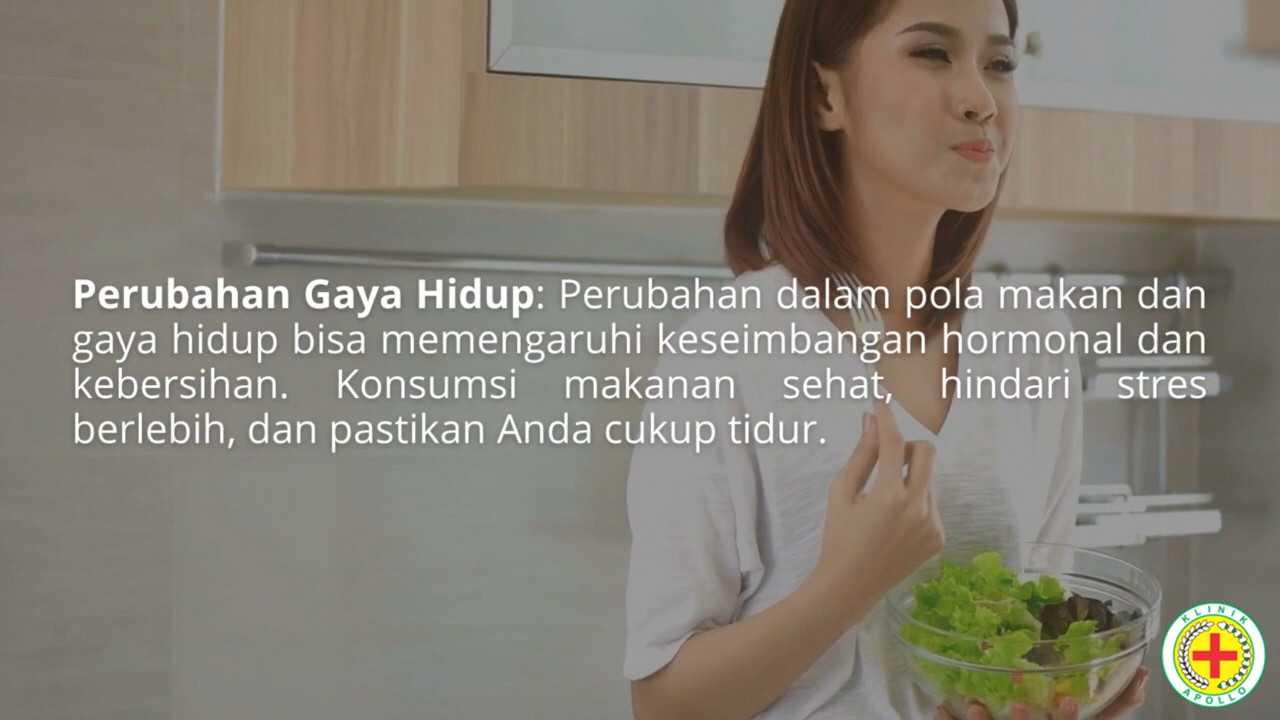 Perubahan Gaya Hidup: Perubahan dalam pola makan dan
gaya hidup bisa memengaruhi keseimbangan hormonal dan
kebersihan. Konsumsi makanan sehat, hindari stres
berlebih, dan pastikan Anda cukup tidur.
KLINIK
APOLLO